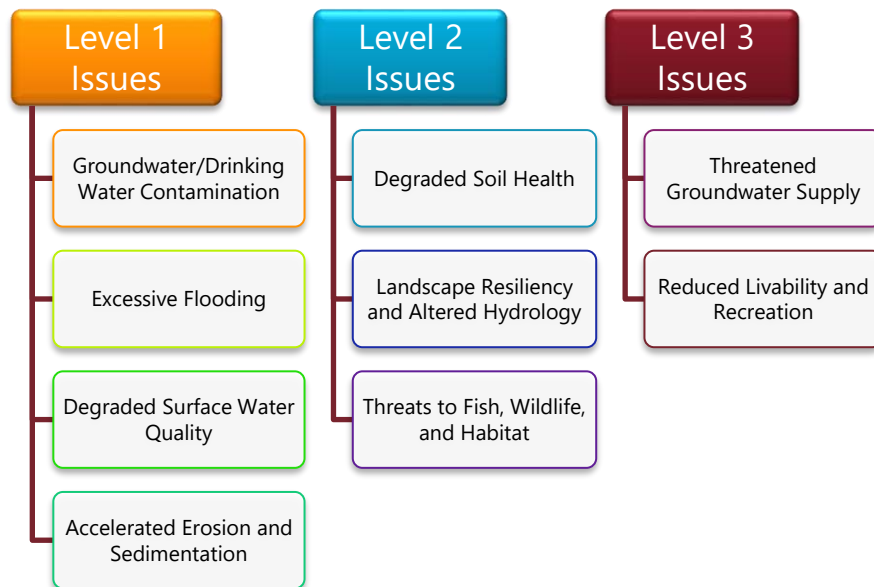 Level 1
Issues
Groundwater/Drinking
Water Contamination
Excessive Flooding
Degraded Surface Water
Quality
Accelerated Erosion and
Sedimentation
Level 2
Issues
Degraded Soil Health
Landscape Resiliency
and Altered Hydrology
Threats to Fish, Wildlife,
and Habitat
Level 3
Issues
Threatened
Groundwater Supply
Reduced Livability and
Recreation